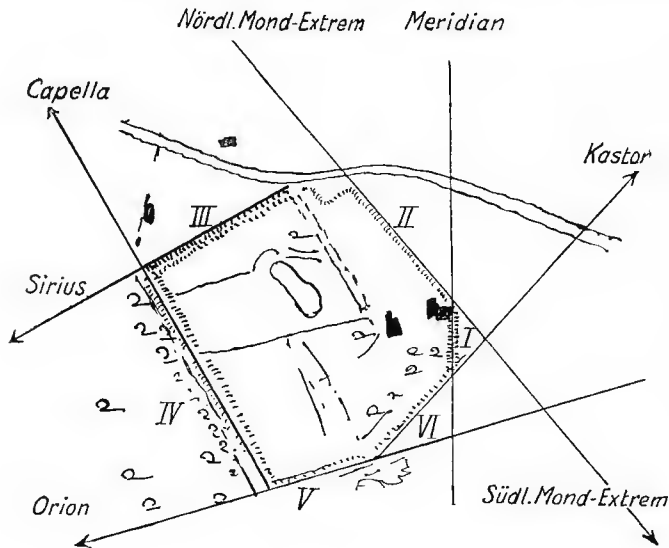 Nördl. Mond-Extrem
Meridian
Capella
Kastor
III
II
Sirius
I
IV
VI
Orion
V
Südl. Mond-Extrem